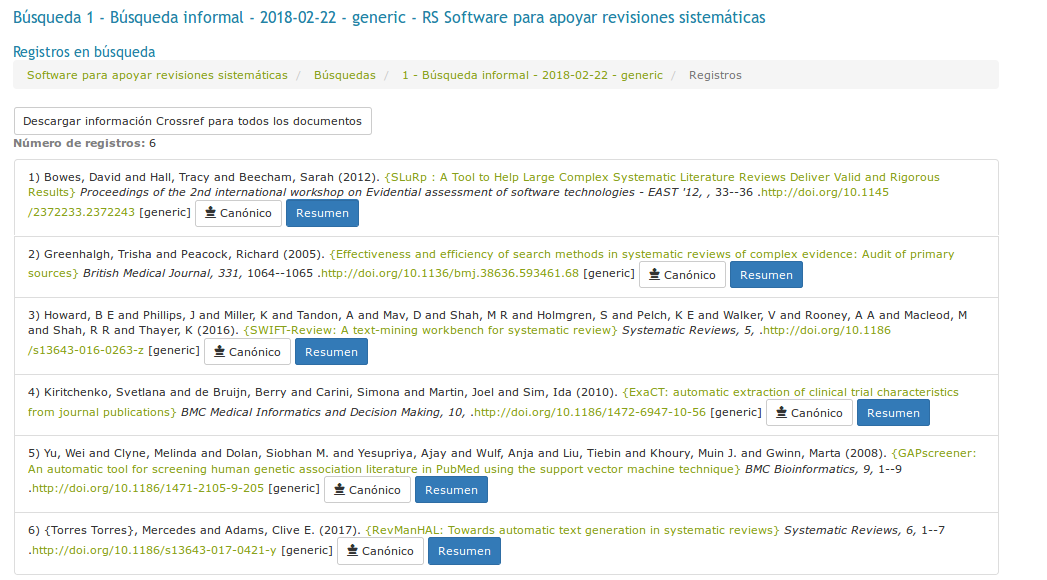 Búsqueda 1 - Búsqueda informal - 2018-02-22 - generic - RS Software para apoyar revisiones sistemáticas
Registros en búsqueda
Software para apoyar revisiones sistemáticas / Búsquedas / 1 - Búsqueda informal - 2018-02-22 - generic / Registros
Descargar información Crossref para todos los documentos
Número de registros: 6
1) Bowes, David and Hall, Tracy and Beecham, Sarah (2012). {SLuRp : A Tool to Help Large Complex Systematic Literature Reviews Deliver Valid and Rigorous
Results} Proceedings of the 2nd international workshop on Evidential assessment of software technologies - EAST '12, , 33--36 .http://doi.org/10.1145
/2372233.2372243 [generic] Canónico Resumen
2) Greenhalgh, Trisha and Peacock, Richard (2005). {Effectiveness and efficiency of search methods in systematic reviews of complex evidence: Audit of primary
sources} British Medical Journal, 331, 1064--1065 .http://doi.org/10.1136/bmj.38636.593461.68 [generic] Canónico Resumen
3) Howard, B E and Phillips, J and Miller, K and Tandon, A and Mav, D and Shah, M R and Holmgren, S and Pelch, K E and Walker, V and Rooney, A A and Macleod, M
and Shah, R R and Thayer, K (2016). {SWIFT-Review: A text-mining workbench for systematic review} Systematic Reviews, 5, .http://doi.org/10.1186
/s13643-016-0263-z [generic] Canónico Resumen
4) Kiritchenko, Svetlana and de Bruijn, Berry and Carini, Simona and Martin, Joel and Sim, Ida (2010). {ExaCT: automatic extraction of clinical trial characteristics
from journal publications} BMC Medical Informatics and Decision Making, 10, .http://doi.org/10.1186/1472-6947-10-56 [generic] Canónico Resumen
5) Yu, Wei and Clyne, Melinda and Dolan, Siobhan M. and Yesupriya, Ajay and Wulf, Anja and Liu, Tiebin and Khoury, Muin J. and Gwinn, Marta (2008). {GAPscreener:
An automatic tool for screening human genetic association literature in PubMed using the support vector machine technique} BMC Bioinformatics, 9, 1--9
.http://doi.org/10.1186/1471-2105-9-205 [generic] Canónico Resumen
6) {Torres Torres}, Mercedes and Adams, Clive E. (2017). {RevManHAL: Towards automatic text generation in systematic reviews} Systematic Reviews, 6, 1--7
.http://doi.org/10.1186/s13643-017-0421-y [generic] Canónico Resumen